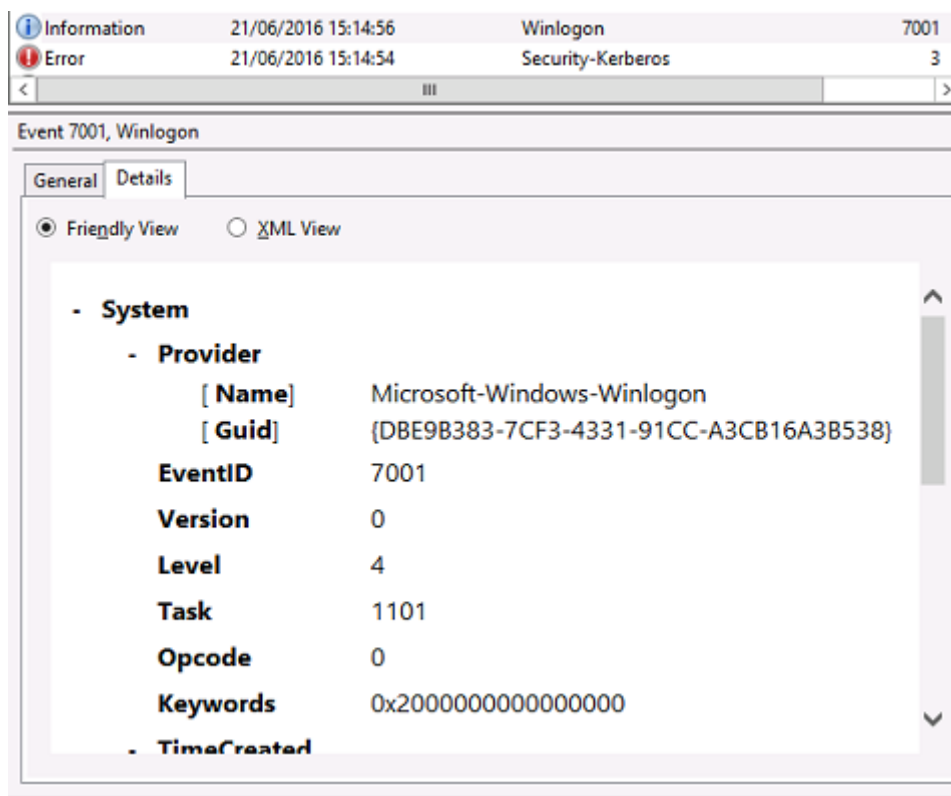 Information 21/06/2016 15:14:56 Winlogon 7001
Error 21/06/2016 15:14:54 Security-Kerberos 3
Event 7001, Winlogon
General Details
Friendly View XML View
- System
- Provider
[ Name] Microsoft-Windows-Winlogon
[ Guid] {DBE9B383-7CF3-4331-91CC-A3CB16A3B538}
EventID 7001
Version 0
Level 4
Task 1101
Opcode 0
Keywords 0x2000000000000000
- TimeCreated